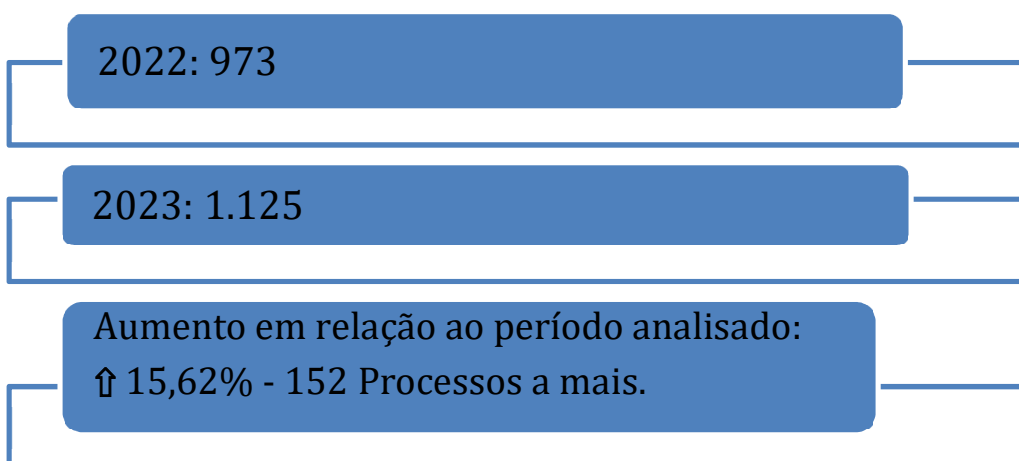 2022: 973
2023: 1.125
Aumento em relação ao período analisado:
⇧ 15,62% - 152 Processos a mais.